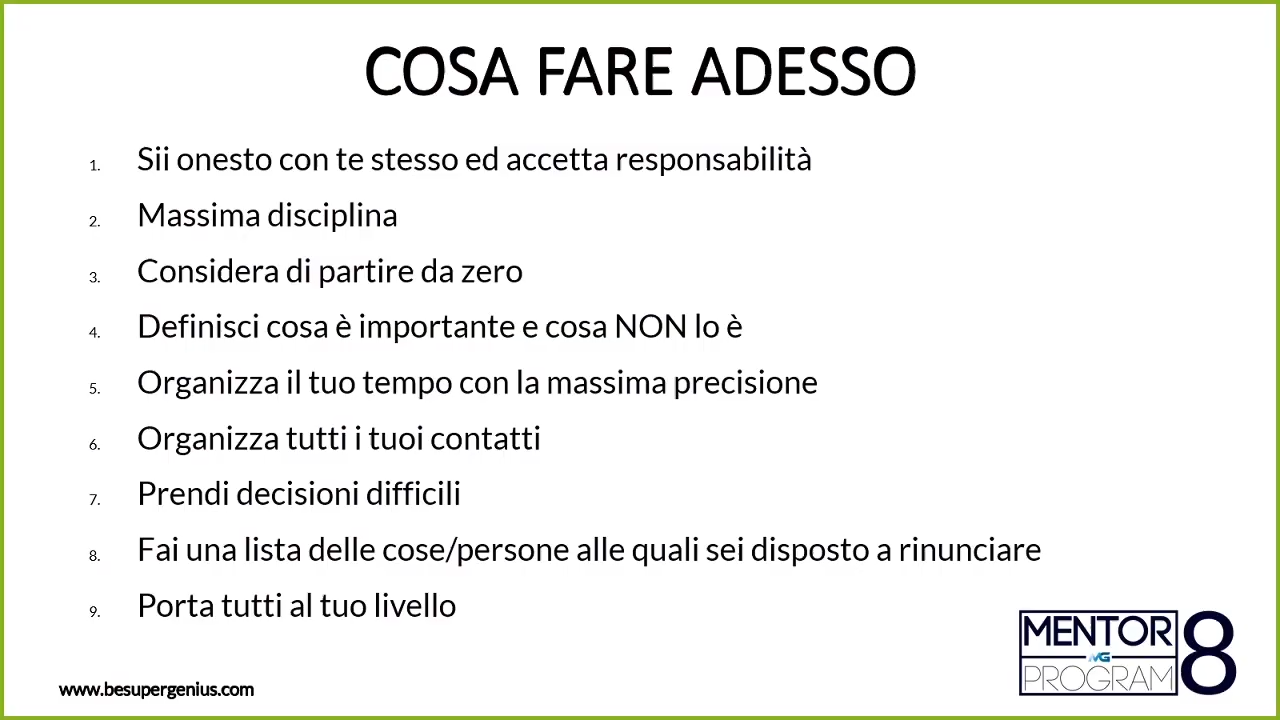 COSA FARE ADESSO
1. Sii onesto con te stesso ed accetta responsabilità
2. Massima disciplina
3. Considera di partire da zero
4. Definisci cosa è importante e cosa NON lo è
5. Organizza il tuo tempo con la massima precisione
6. Organizza tutti i tuoi contatti
7. Prendi decisioni difficili
8. Fai una lista delle cose/persone alle quali sei disposto a rinunciare
9. Porta tutti al tuo livello
MENTOR
MG
PROGRAM
8
www.besupergenius.com